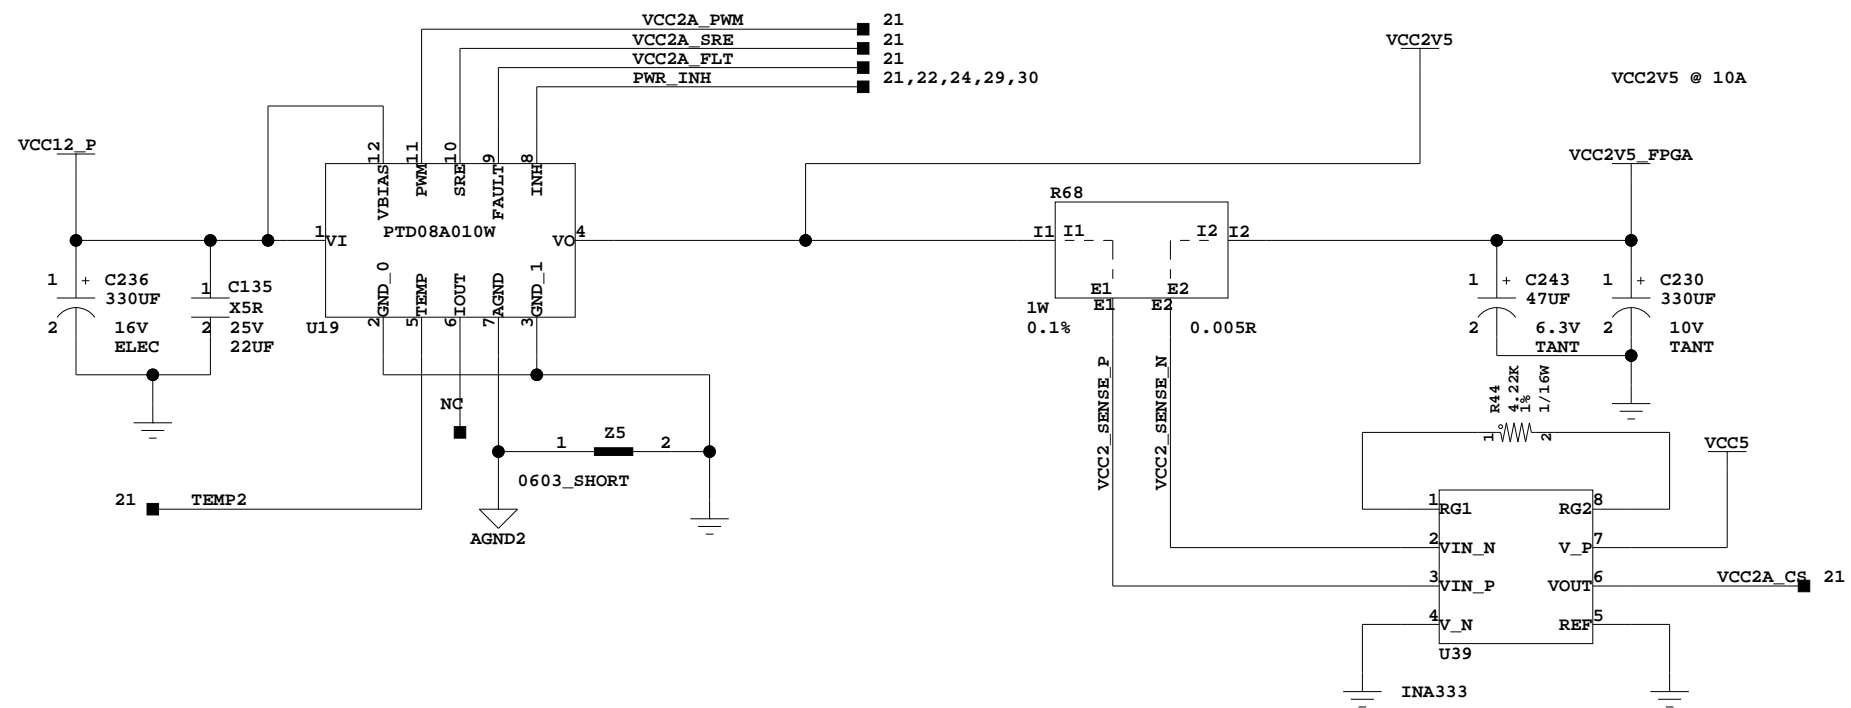 VCC2A_PWM 21
VCC2A_SRE 21
VCC2A_FLT 21
PWR_INH 21,22,24,29,30
VCC2V5
VCC2V5 @ 10A
VCC12_P
VCC2V5_FPGA
12 11 10 9 8
VBIAS PWM SRE FAULT INH
R68
1 VI PTD08A010W VO 4
I1 I1 I2 I2
GND_0 TEMP IOUT AGND GND_1
2 5 6 7 3
U19
1 + C236
330UF
2 16V
ELEC
1 C135
X5R
2 25V
22UF
E1 E2
E1 E2
1W
0.1%
0.005R
1 + C243
47UF
2 6.3V
TANT
1 + C230
330UF
2 10V
TANT
VCC2_SENSE_P
VCC2_SENSE_N
R44
4.22K
1%
1/16W
1 2
NC
1 Z5 2
0603_SHORT
21 TEMP2
AGND2
VCC5
1 RG1 RG2 8
2 VIN_N V_P 7
3 VIN_P VOUT 6
VCC2A_CS 21
4 V_N REF 5
U39
INA333